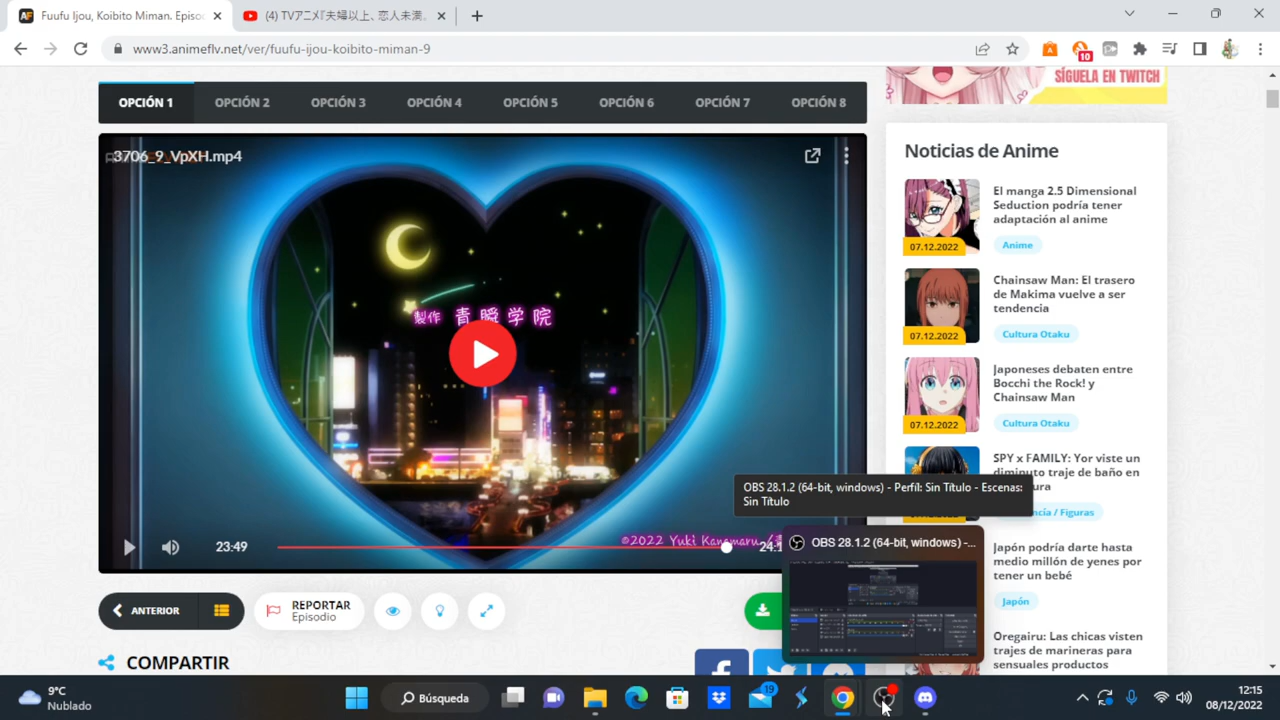 Fuufu Ijou, Koibito Miman. Episo
(4) TVアニメ『夫婦以上、恋人未満。
www3.animeflv.net/ver/fuufu-ijou-koibito-miman-9
10
OPCIÓN 1
OPCIÓN 2
OPCIÓN 3
OPCIÓN 4
OPCIÓN 5
OPCIÓN 6
OPCIÓN 7
OPCIÓN 8
SÍGUELA EN TWITCH
3706_9_VpXH.mp4
製作 青瞬学院
©2022 Yuki Kanamaru
23:49
Noticias de Anime
El manga 2.5 Dimensional
Seduction podría tener
adaptación al anime
07.12.2022
Anime
Chainsaw Man: El trasero
de Makima vuelve a ser
tendencia
07.12.2022
Cultura Otaku
Japoneses debaten entre
Bocchi the Rock! y
Chainsaw Man
07.12.2022
Cultura Otaku
SPY x FAMILY: Yor viste un
diminuto traje de baño en
Japón podría darte hasta
medio millón de yenes por
tener un bebé
Japón
Oregairu: Las chicas visten
trajes de marineras para
sensuales productos
OBS 28.1.2 (64-bit, windows) - Perfil: Sin Título - Escenas:
Sin Título
OBS 28.1.2 (64-bit, windows) -...
ANTERIOR
REPORTAR
Episodio
COMPARTIR
9°C
Nublado
Búsqueda
19
12:15
08/12/2022